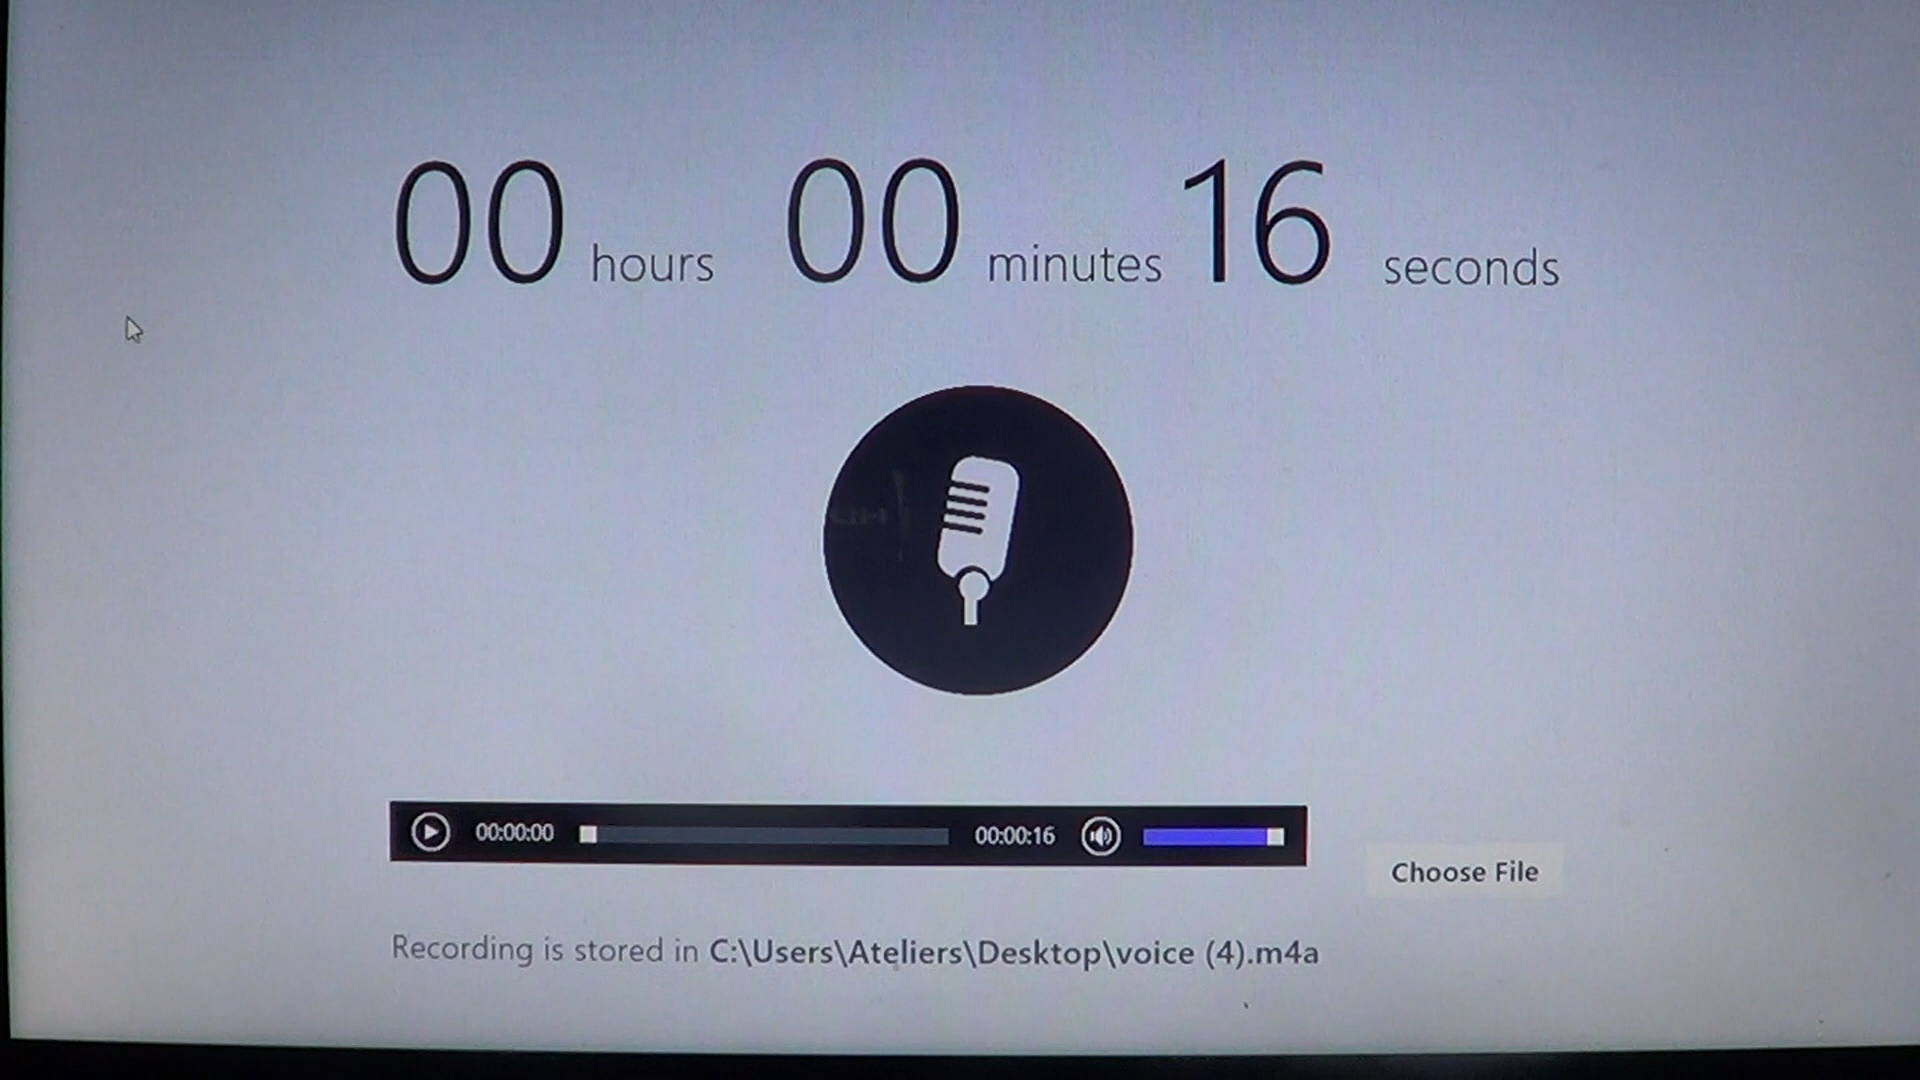 00 hours 00 minutes 16 seconds
00:00:00 00:00:16
Choose File
Recording is stored in C:\Users\Ateliers\Desktop\voice (4).m4a